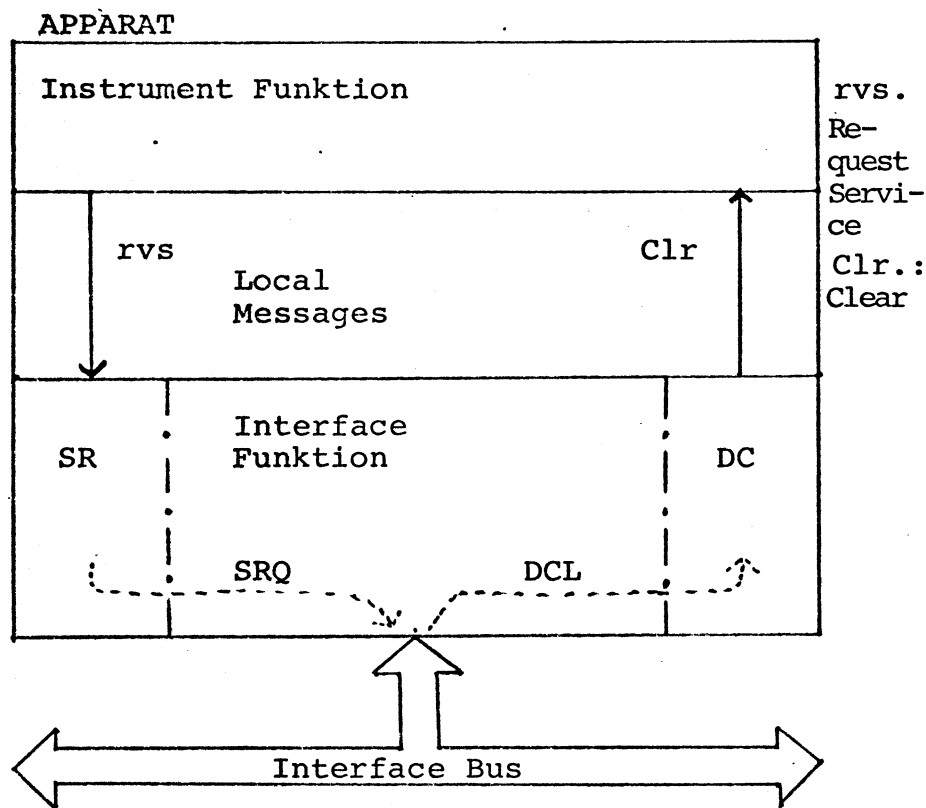 APPARAT
Instrument Funktion
rvs.
Re-
quest
Servi-
ce
Clr.:
Clear
rvs
Clr
Local
Messages
SR
Interface
Funktion
DC
SRQ
DCL
Interface Bus